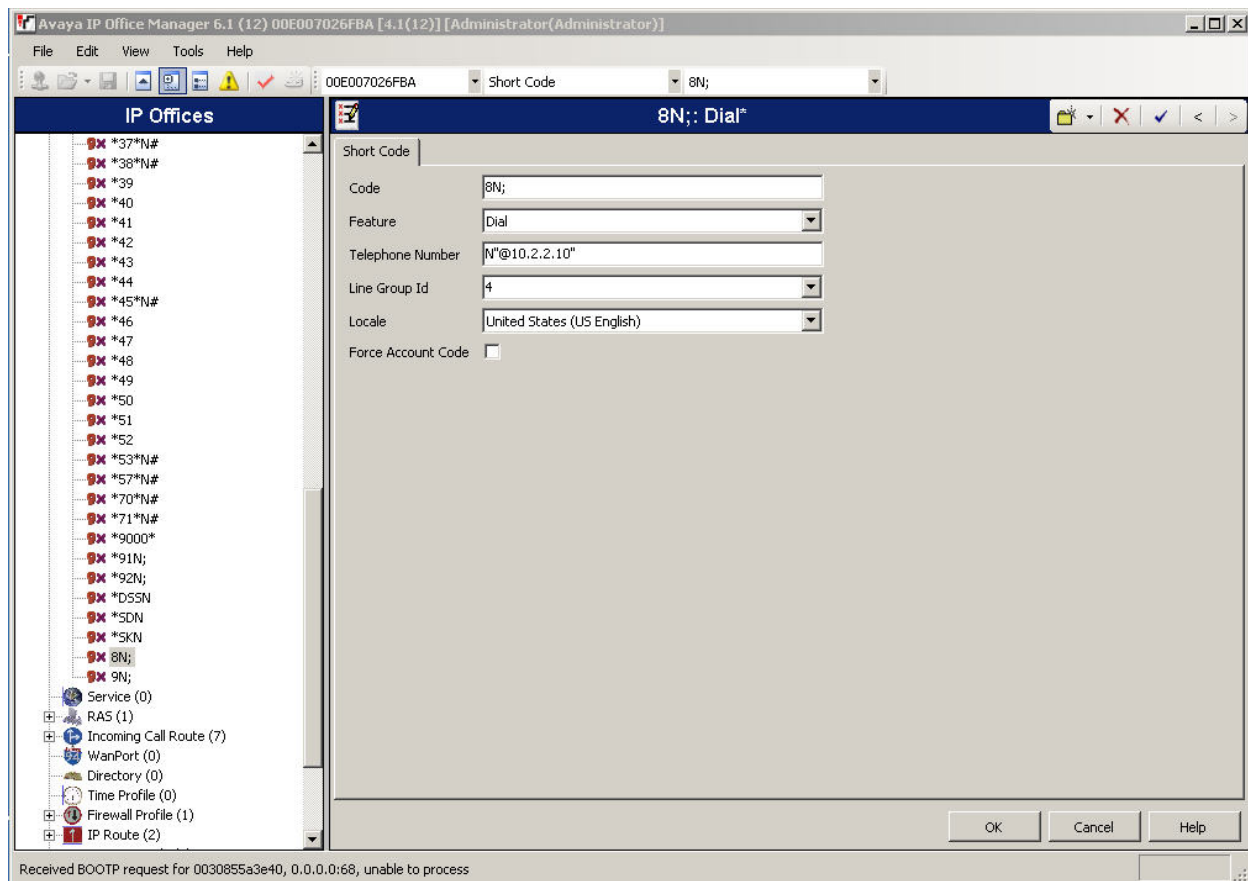 Avaya IP Office Manager 6.1 (12) 00E007026FBA [4.1(12)] [Administrator(Administrator)]
File Edit View Tools Help
00E007026FBA Short Code 8N;
IP Offices
8N;: Dial*
*37*N#
*38*N#
*39
*40
*41
*42
*43
*44
*45*N#
*46
*47
*48
*49
*50
*51
*52
*53*N#
*57*N#
*70*N#
*71*N#
*9000*
*91N;
*92N;
*DSSN
*SDN
*SKN
8N;
9N;
Service (0)
RAS (1)
Incoming Call Route (7)
WanPort (0)
Directory (0)
Time Profile (0)
Firewall Profile (1)
IP Route (2)
Short Code
Code 8N;
Feature Dial
Telephone Number N"@10.2.2.10"
Line Group Id 4
Locale United States (US English)
Force Account Code
OK Cancel Help
Received BOOTP request for 0030855a3e40, 0.0.0.0:68, unable to process